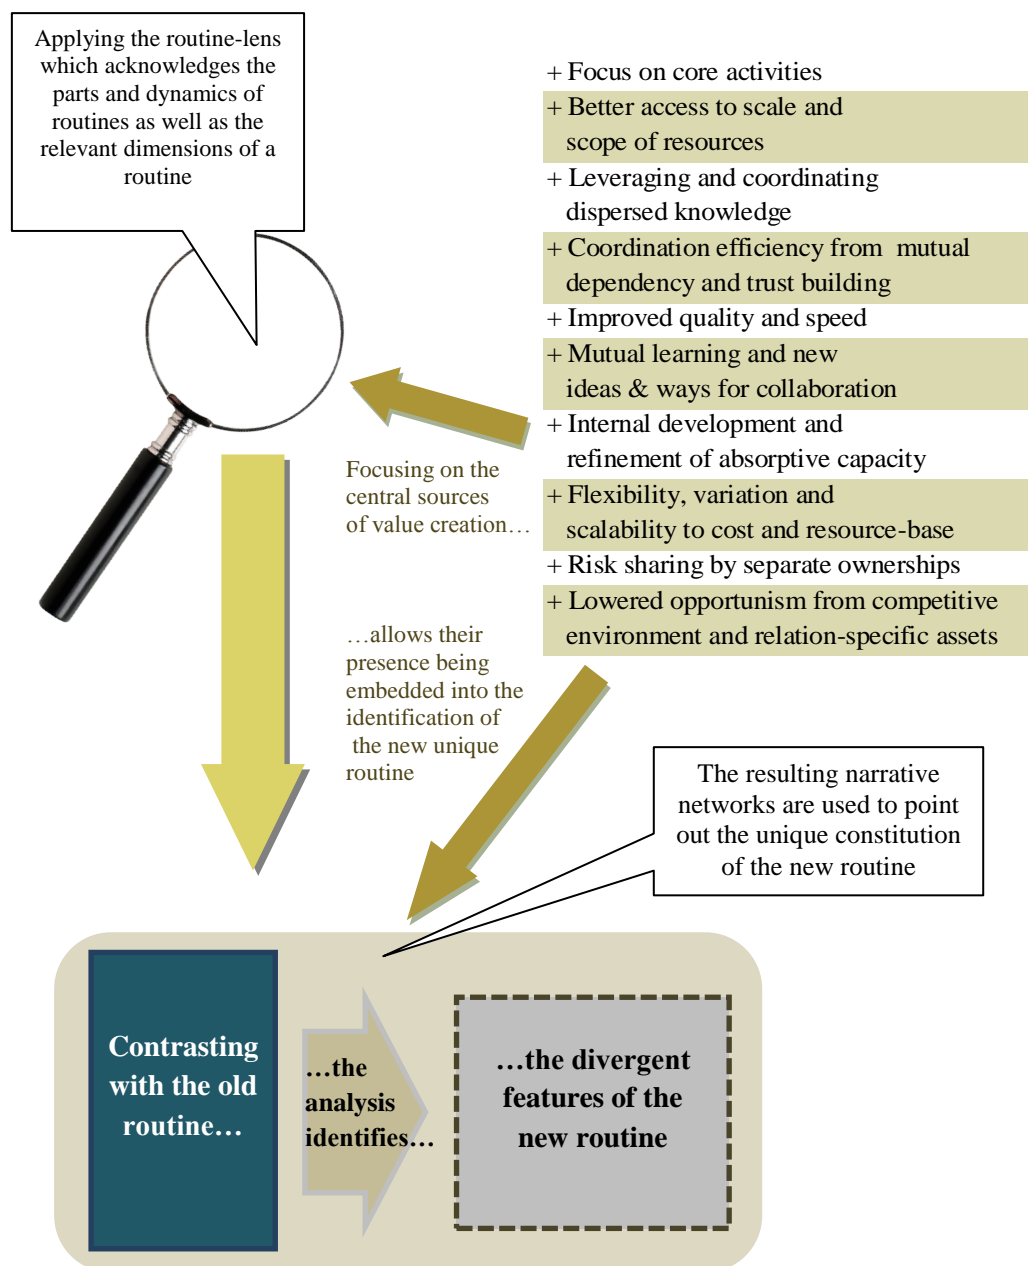 Applying the routine-lens
which acknowledges the
parts and dynamics of
routines as well as the
relevant dimensions of a
routine
+ Focus on core activities
+ Better access to scale and
scope of resources
+ Leveraging and coordinating
dispersed knowledge
+ Coordination efficiency from mutual
dependency and trust building
+ Improved quality and speed
+ Mutual learning and new
ideas & ways for collaboration
+ Internal development and
refinement of absorptive capacity
+ Flexibility, variation and
scalability to cost and resource-base
+ Risk sharing by separate ownerships
+ Lowered opportunism from competitive
environment and relation-specific assets
Focusing on the
central sources
of value creation…
…allows their
presence being
embedded into the
identification of
the new unique
routine
The resulting narrative
networks are used to point
out the unique constitution
of the new routine
Contrasting
with the old
routine…
…the
analysis
identifies…
…the divergent
features of the
new routine